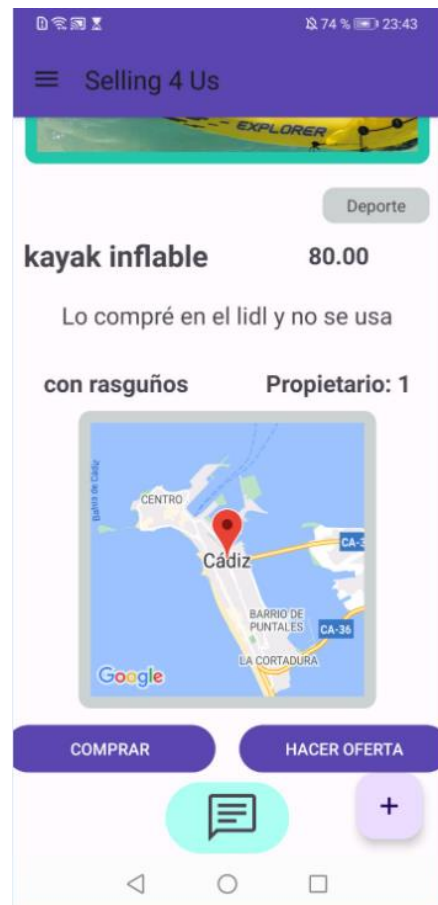 74 % 23:43
Selling 4 Us
EXPLORER
Deporte
kayak inflable 80.00
Lo compré en el lidl y no se usa
con rasguños Propietario: 1
Bahía de Cádiz
CENTRO
Cádiz
CA-3
BARRIO DE
PUNTALES
CA-36
LA CORTADURA
Google
COMPRAR HACER OFERTA
+